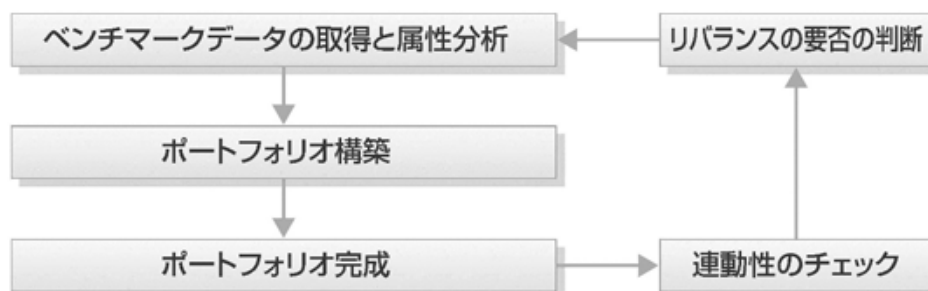 ベンチマークデータの取得と属性分析
リバランスの要否の判断
ポートフォリオ構築
ポートフォリオ完成
連動性のチェック